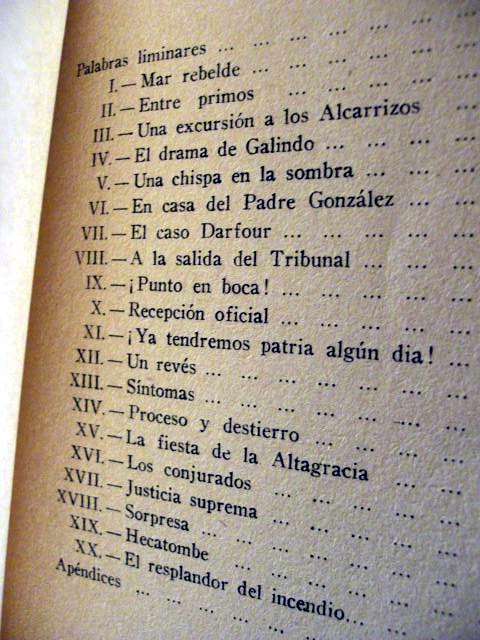 Palabras liminares ... ... ... ... ... ...
I.—Mar rebelde ... ... ... ... ... ...
II.—Entre primos ... ... ... ... ...
III.—Una excursión a los Alcarrizos ...
IV.—El drama de Galindo ... ... ... ...
V.—Una chispa en la sombra ... ... ...
VI.—En casa del Padre González ... ...
VII.—El caso Darfour ... ... ... ... ...
VIII.—A la salida del Tribunal ... ... ...
IX.—¡Punto en boca! ... ... ... ... ...
X.—Recepción oficial ... ... ... ... ...
XI.—¡Ya tendremos patria algún dia! ...
XII.—Un revés ... ... ... ... ... ...
XIII.—Síntomas ... ... ... ... ... ...
XIV.—Proceso y destierro ... ... ... ...
XV.—La fiesta de la Altagracia ... ...
XVI.—Los conjurados ... ... ... ... ...
XVII.—Justicia suprema ... ... ... ...
XVIII.—Sorpresa ... ... ... ... ... ...
XIX.—Hecatombe ... ... ... ... ...
XX.—El resplandor del incendio... ... ...
Apéndices ... ... ... ... ... ...